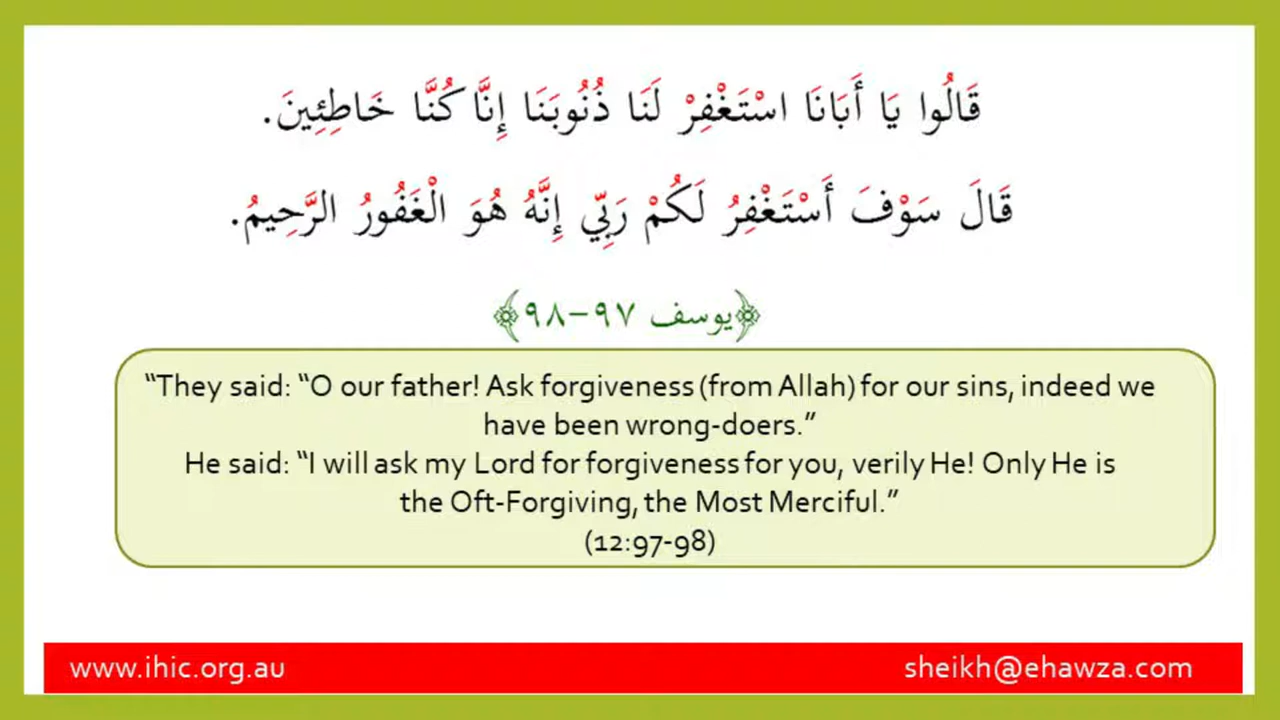 قَالُوا يَا أَبَانَا اسْتَغْفِرْ لَنَا ذُنُوبَنَا إِنَّا كُنَّا خَاطِئِينَ.
قَالَ سَوْفَ أَسْتَغْفِرُ لَكُمْ رَبِّي إِنَّهُ هُوَ الْغَفُورُ الرَّحِيمُ.
﴿يوسف ٩٧-٩٨﴾
“They said: “O our father! Ask forgiveness (from Allah) for our sins, indeed we
have been wrong-doers.”
He said: “I will ask my Lord for forgiveness for you, verily He! Only He is
the Oft-Forgiving, the Most Merciful.”
(12:97-98)
www.ihic.org.au
sheikh@ehawza.com